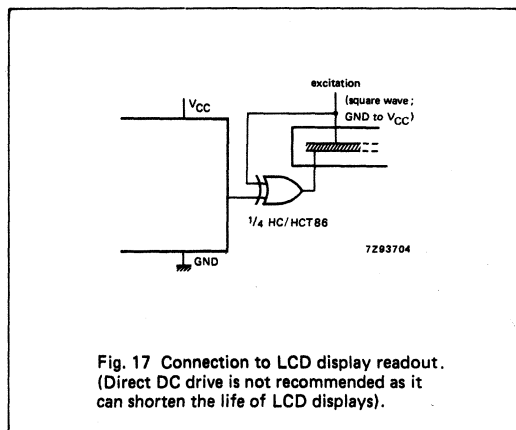 excitation
(square wave;
GND to VCC)
VCC
1/4 HC/HCT86
7Z93704
GND
Fig. 17 Connection to LCD display readout.
(Direct DC drive is not recommended as it
can shorten the life of LCD displays).